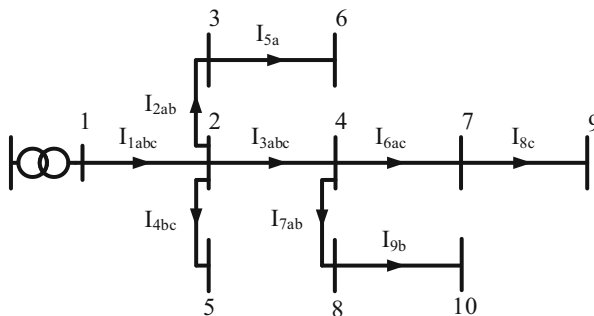 3 6
I5a
I2ab
1 2 4 7 9
I1abc I3abc I6ac I8c
I4bc I7ab I9b
5 8 10